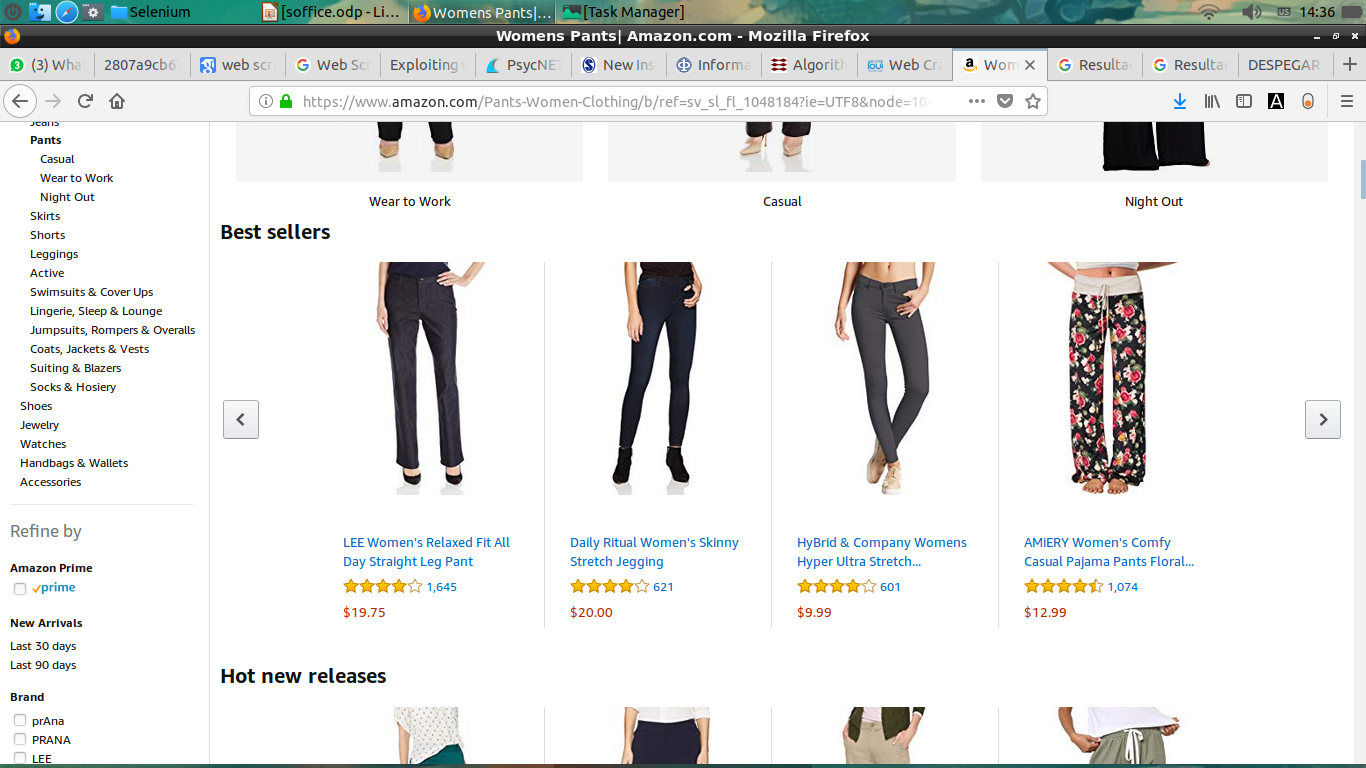 Selenium
[soffice.odp - Li...
Womens Pants|...
[Task Manager]
us
14:36
Womens Pants| Amazon.com - Mozilla Firefox
(3) Wha
2807a9cb67
web scr
Web Sc
Exploiting
PsycNE
New Ins
Informa
Algorith
Web Cra
Wom
Resulta
Resulta
DESPEGAR.
https://www.amazon.com/Pants-Women-Clothing/b/ref=sv_sl_fl_1048184?ie=UTF8&node=10
Jeans
Pants
Casual
Wear to Work
Night Out
Skirts
Shorts
Leggings
Active
Swimsuits & Cover Ups
Lingerie, Sleep & Lounge
Jumpsuits, Rompers & Overalls
Coats, Jackets & Vests
Suiting & Blazers
Socks & Hosiery
Shoes
Jewelry
Watches
Handbags & Wallets
Accessories
Refine by
Amazon Prime
prime
New Arrivals
Last 30 days
Last 90 days
Brand
prAna
PRANA
LEE
Wear to Work
Casual
Night Out
Best sellers
LEE Women's Relaxed Fit All
Day Straight Leg Pant
1,645
$19.75
Daily Ritual Women's Skinny
Stretch Jegging
621
$20.00
HyBrid & Company Womens
Hyper Ultra Stretch...
601
$9.99
AMiERY Women's Comfy
Casual Pajama Pants Floral...
1,074
$12.99
Hot new releases